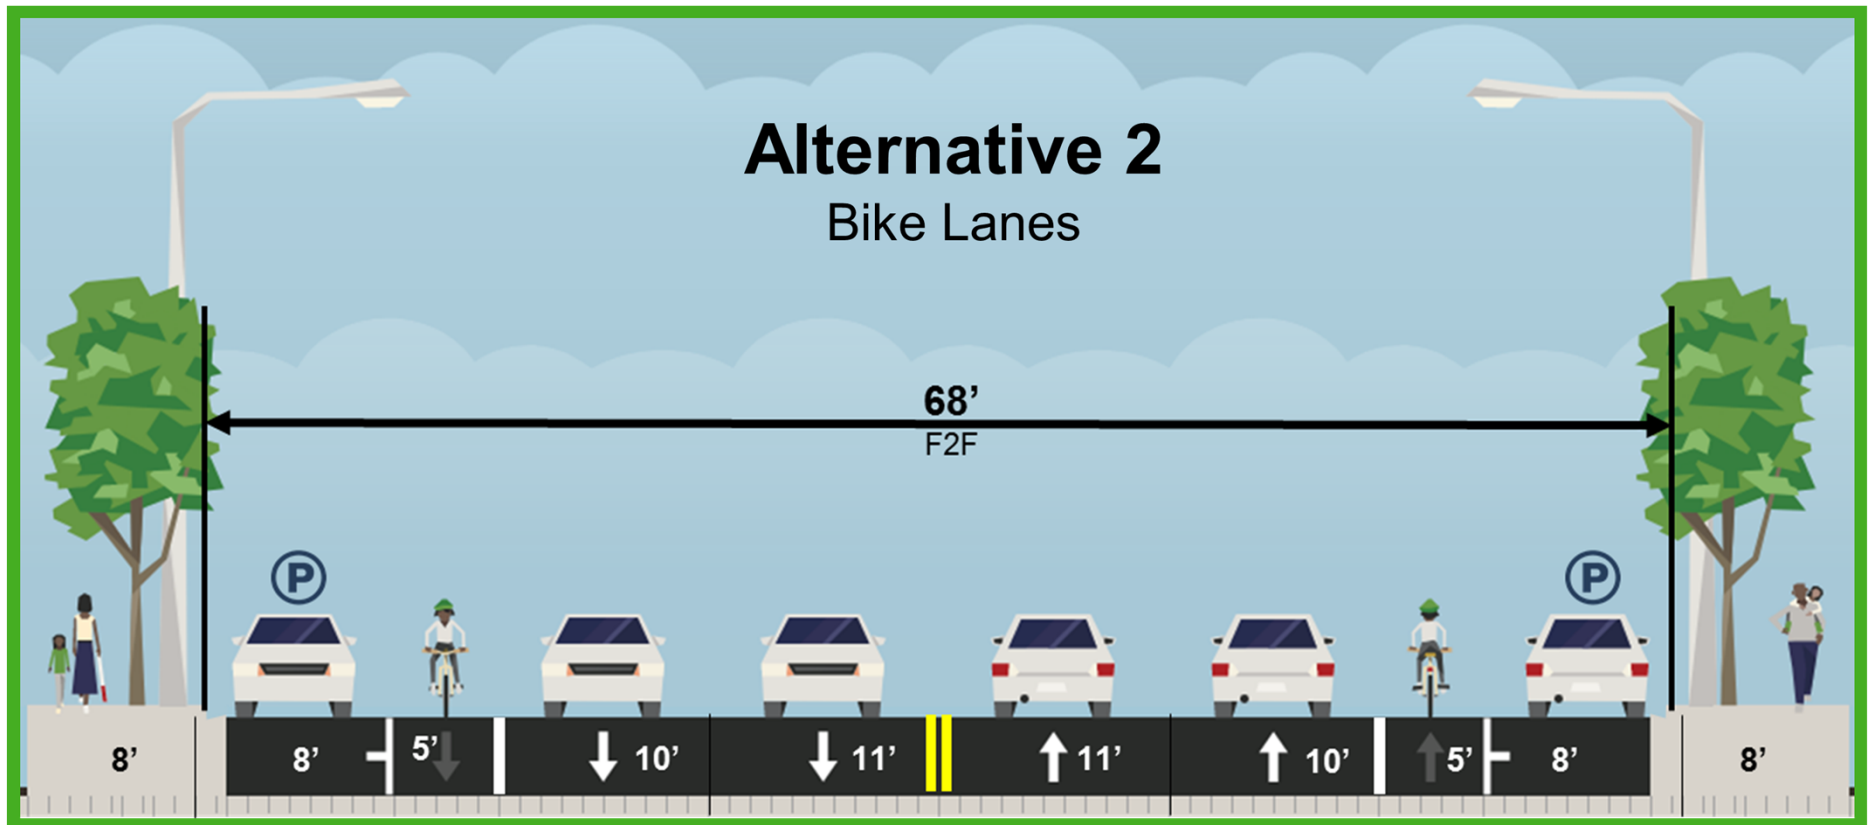 Alternative 2
Bike Lanes
68’
F2F
P
P
8’
8’
5’
10’
11’
11’
10’
5’
8’
8’